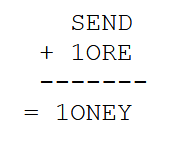 SEND
+ 1ORE
-------
= 1ONEY